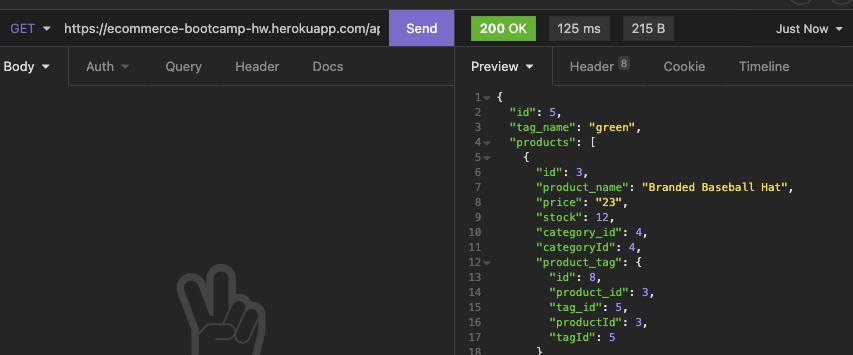 GET https://ecommerce-bootcamp-hw.herokuapp.com/ap Send 200 OK 125 ms 215 B Just Now
Body Auth Query Header Docs Preview Header 8 Cookie Timeline
1 {
2 "id": 5,
3 "tag_name": "green",
4 "products": [
5 {
6 "id": 3,
7 "product_name": "Branded Baseball Hat",
8 "price": "23",
9 "stock": 12,
10 "category_id": 4,
11 "categoryId": 4,
12 "product_tag": {
13 "id": 8,
14 "product_id": 3,
15 "tag_id": 5,
16 "productId": 3,
17 "tagId": 5
18 }